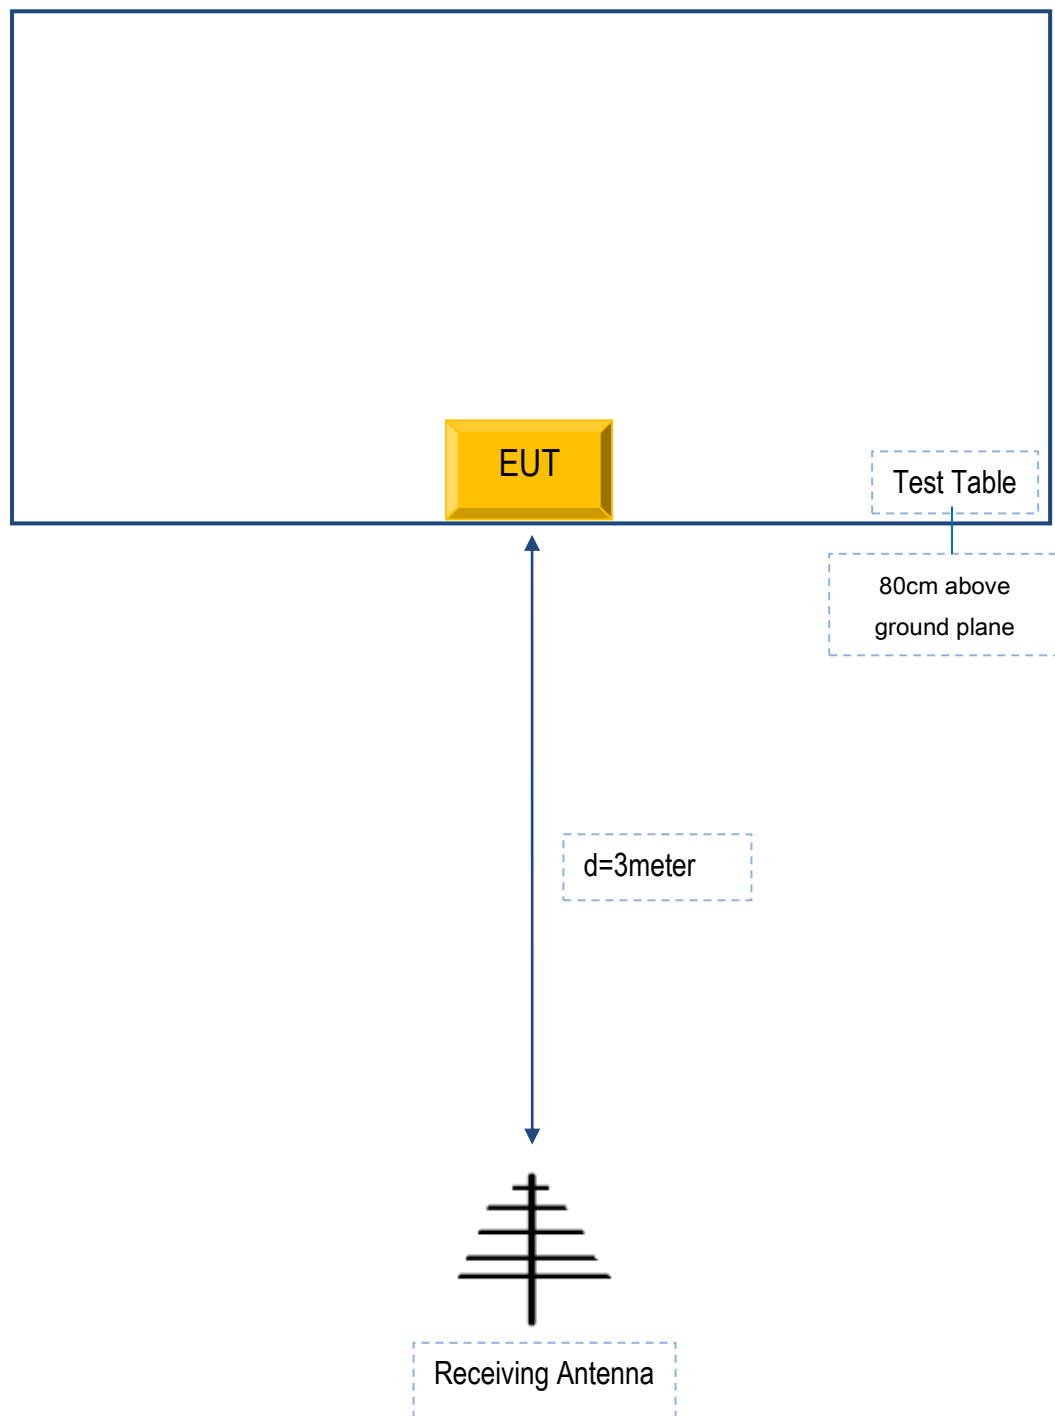 EUT
Test Table
80cm above
ground plane
d=3meter
Receiving Antenna